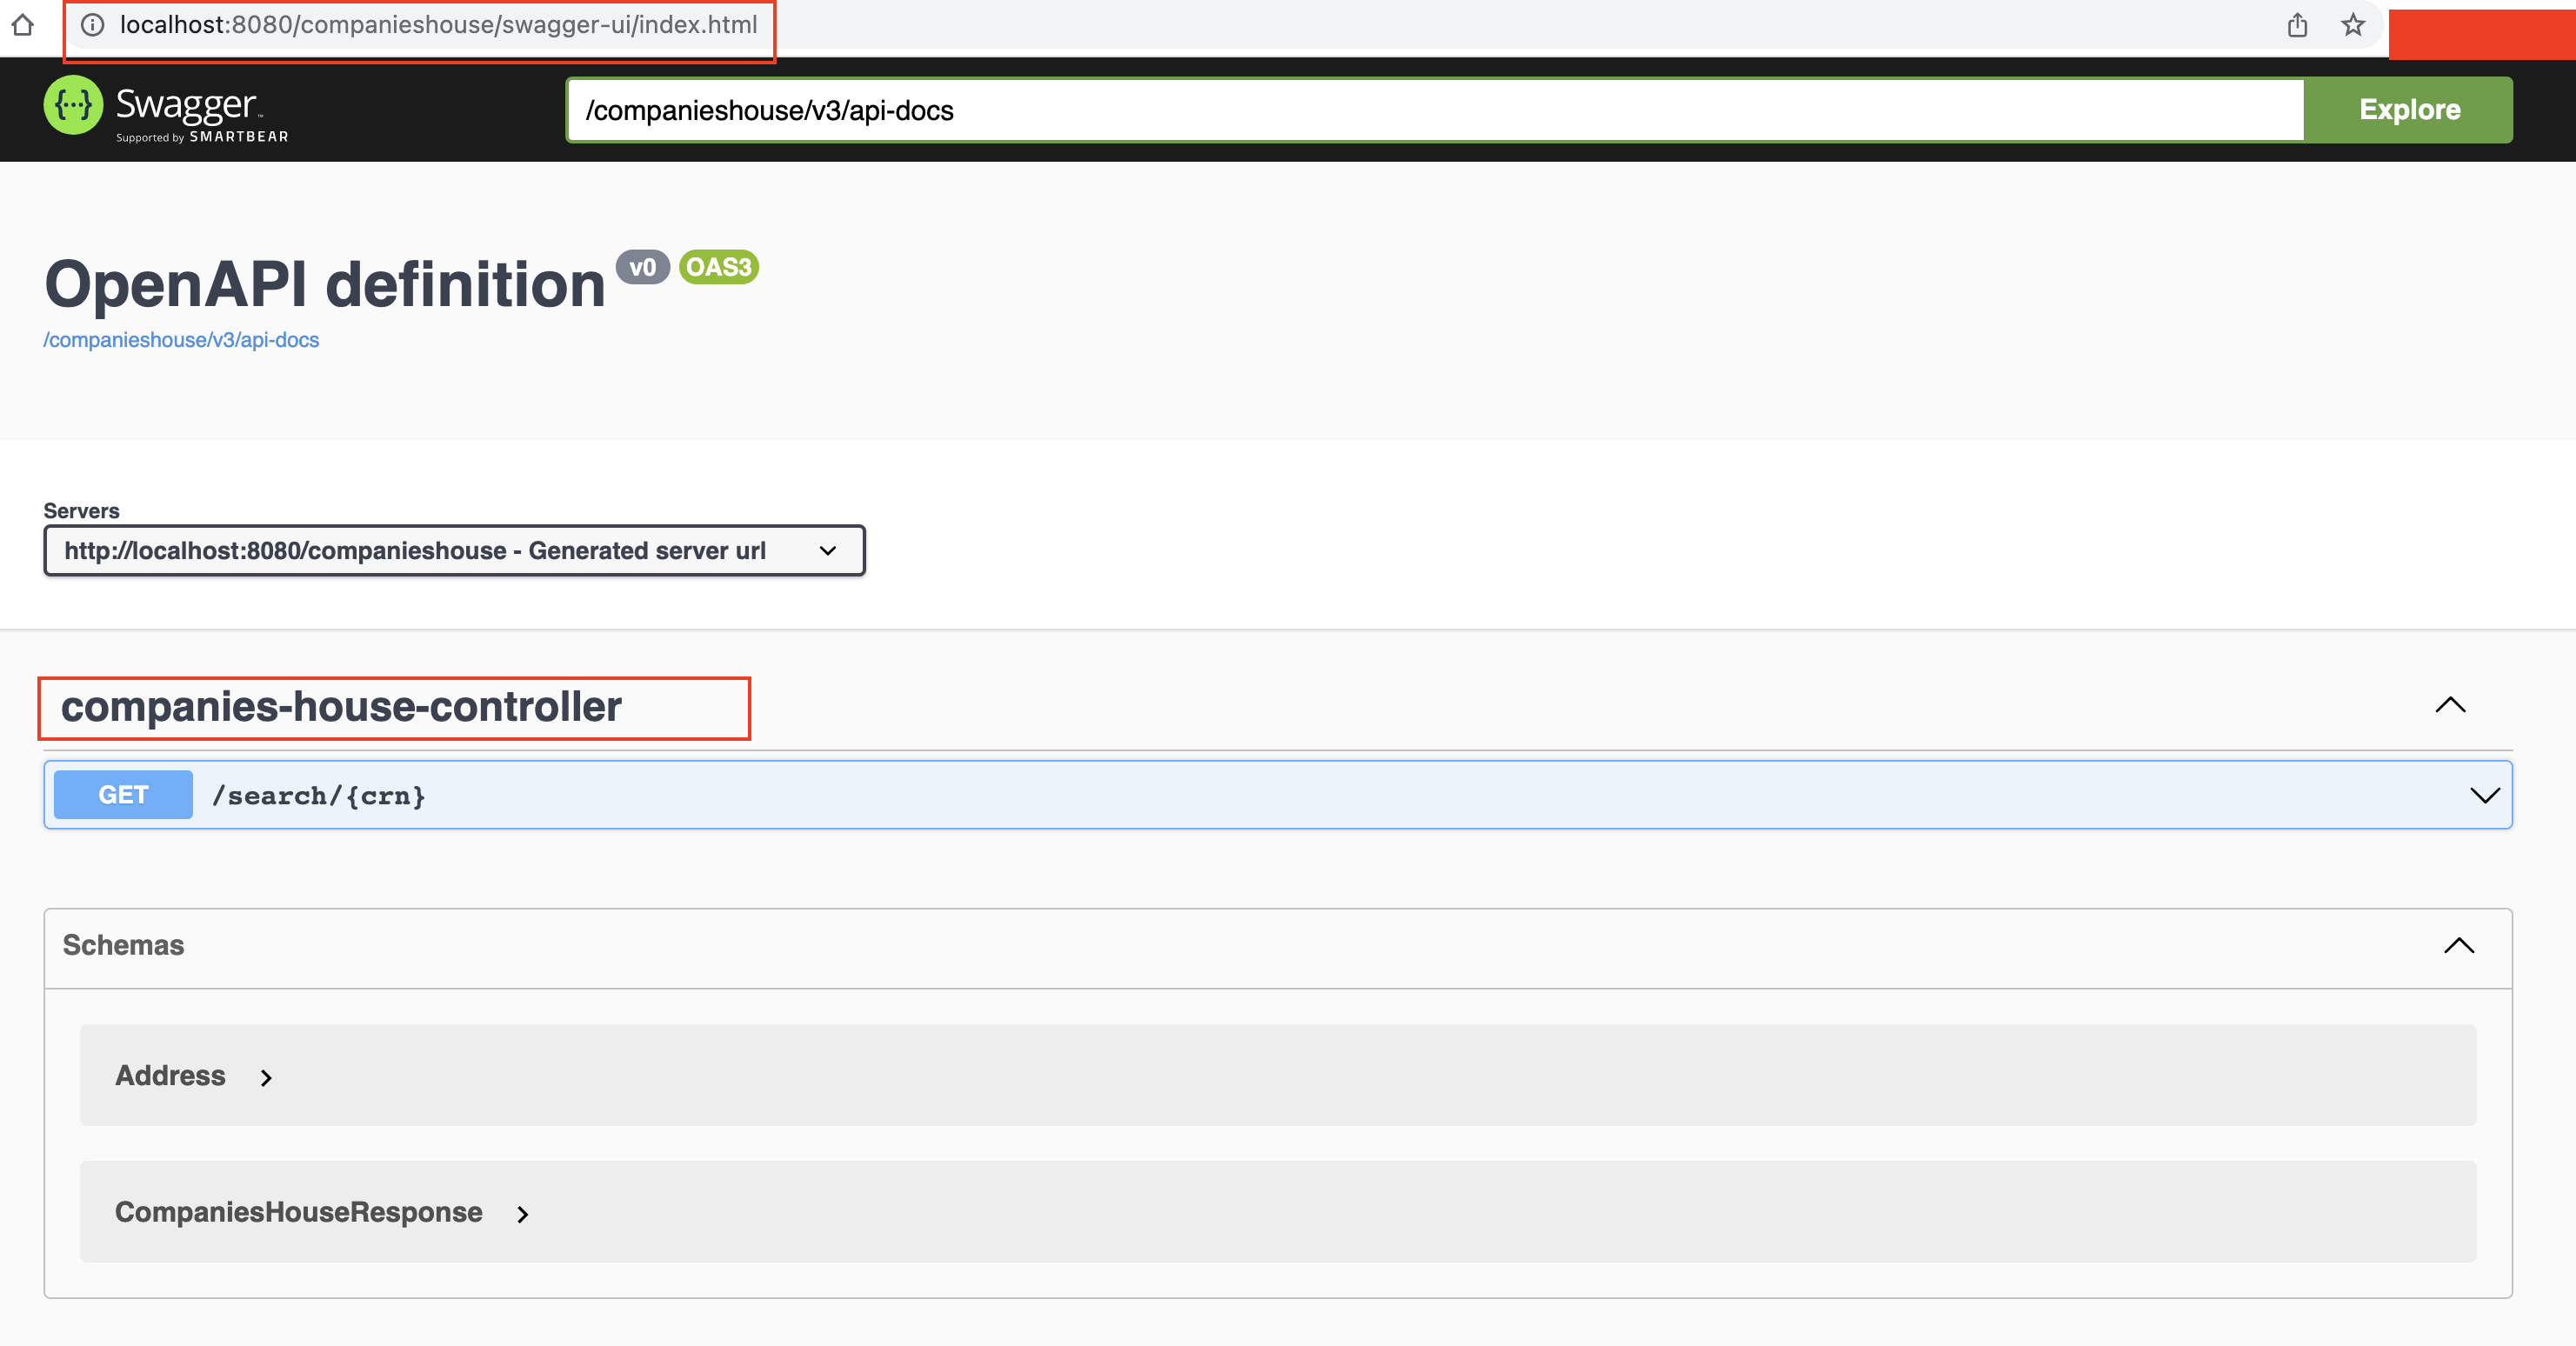 localhost:8080/companieshouse/swagger-ui/index.html
{···} Swagger™
Supported by SMARTBEAR
/companieshouse/v3/api-docs
Explore
OpenAPI definition v0 OAS3
/companieshouse/v3/api-docs
Servers
http://localhost:8080/companieshouse - Generated server url
companies-house-controller
GET /search/{crn}
Schemas
Address
CompaniesHouseResponse